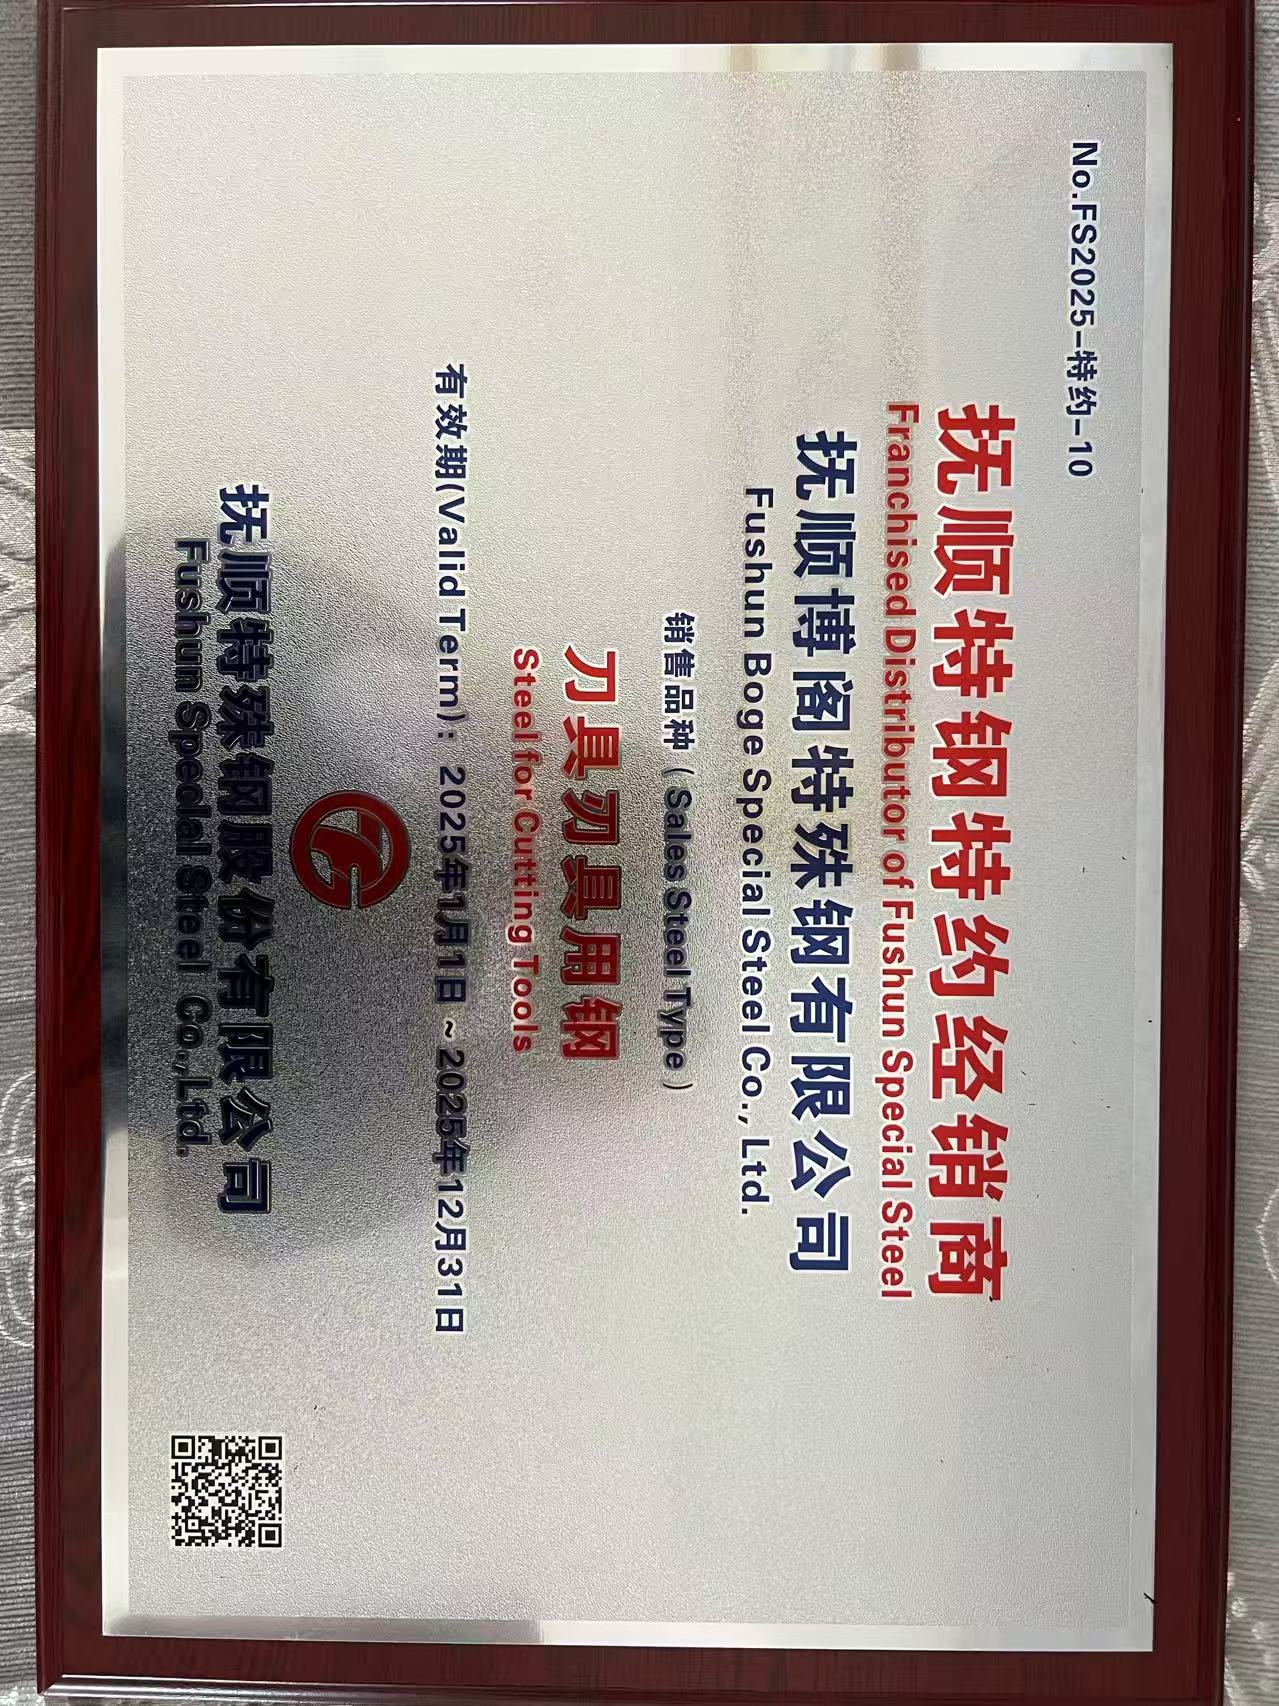 No.FS2025-特约-10
抚顺特钢特约经销商
Franchised Distributor of Fushun Special Steel
抚顺博阁特殊钢有限公司
Fushun Boge Special Steel Co., Ltd.
销售品种（Sales Steel Type）
刀具刃具用钢
Steel for Cutting Tools
有效期(Valid Term)：2025年1月1日~2025年12月31日
抚顺特殊钢股份有限公司
Fushun Special Steel Co.,Ltd.